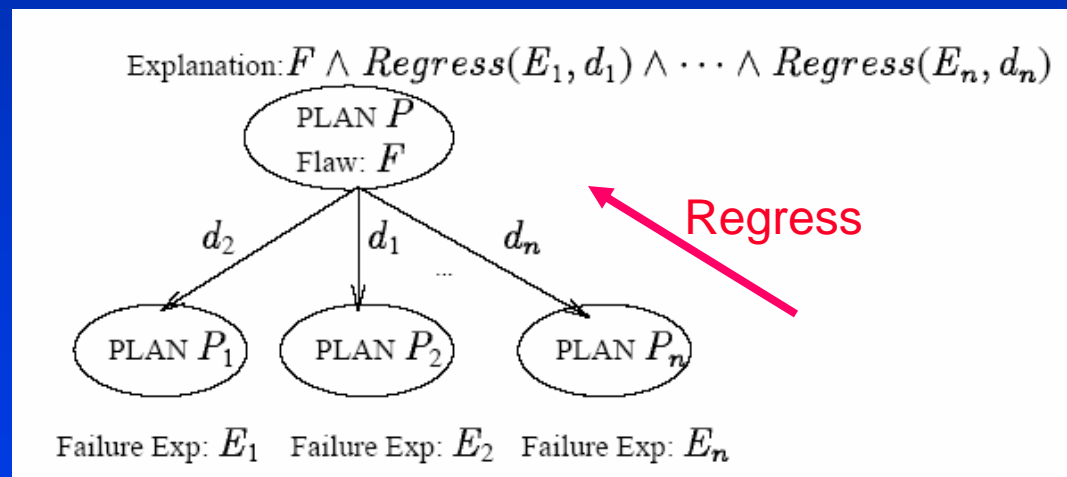 Explanation: F ∧ Regress(E₁, d₁) ∧ ⋯ ∧ Regress(Eₙ, dₙ)
PLAN P
Flaw: F
Regress
d₂ d₁ dₙ
...
PLAN P₁ PLAN P₂ PLAN Pₙ
Failure Exp: E₁ Failure Exp: E₂ Failure Exp: Eₙ